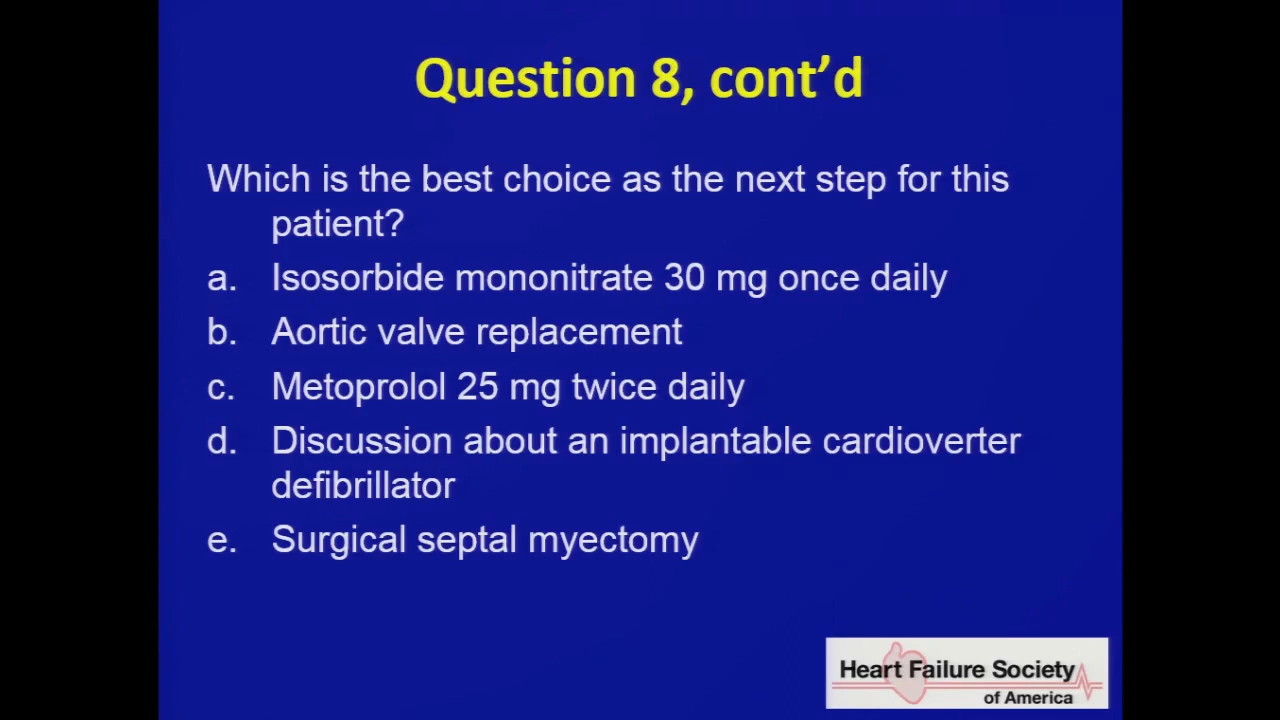 Question 8, cont’d
Which is the best choice as the next step for this
patient?
a. Isosorbide mononitrate 30 mg once daily
b. Aortic valve replacement
c. Metoprolol 25 mg twice daily
d. Discussion about an implantable cardioverter
defibrillator
e. Surgical septal myectomy
Heart Failure Society
of America